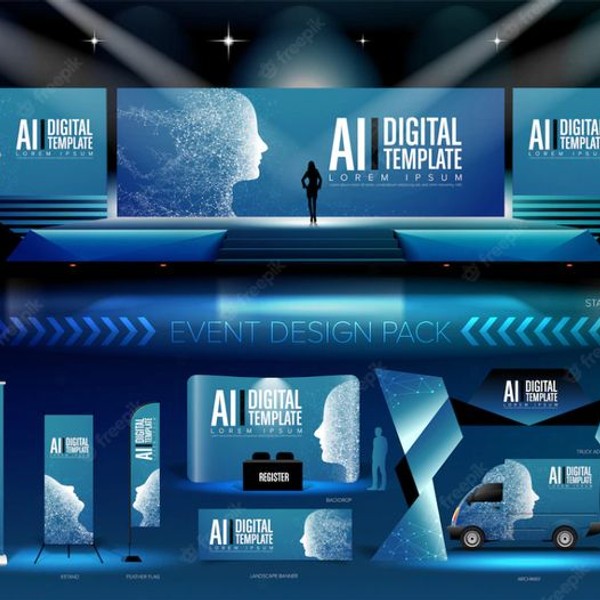 AI DIGITAL TEMPLATE
LOREM IPSUM
AI DIGITAL TEMPLATE
LOREM IPSUM
AI DIGITAL TEMPLATE
LOREM IPSUM
STA
EVENT DESIGN PACK
AI DIGITAL TEMPLATE
AI DIGITAL TEMPLATE
AI DIGITAL TEMPLATE
LOREM IPSUM
REGISTER
BACKDROP
AI DIGITAL TEMPLATE
LOREM IPSUM
LANDSCAPE BANNER
AI DIGITAL TEMPLATE
LOREM IPSUM
TRUCK AD
AI DIGITAL TEMPLATE
ARCHWAY
FEATHER FLAG
freepik